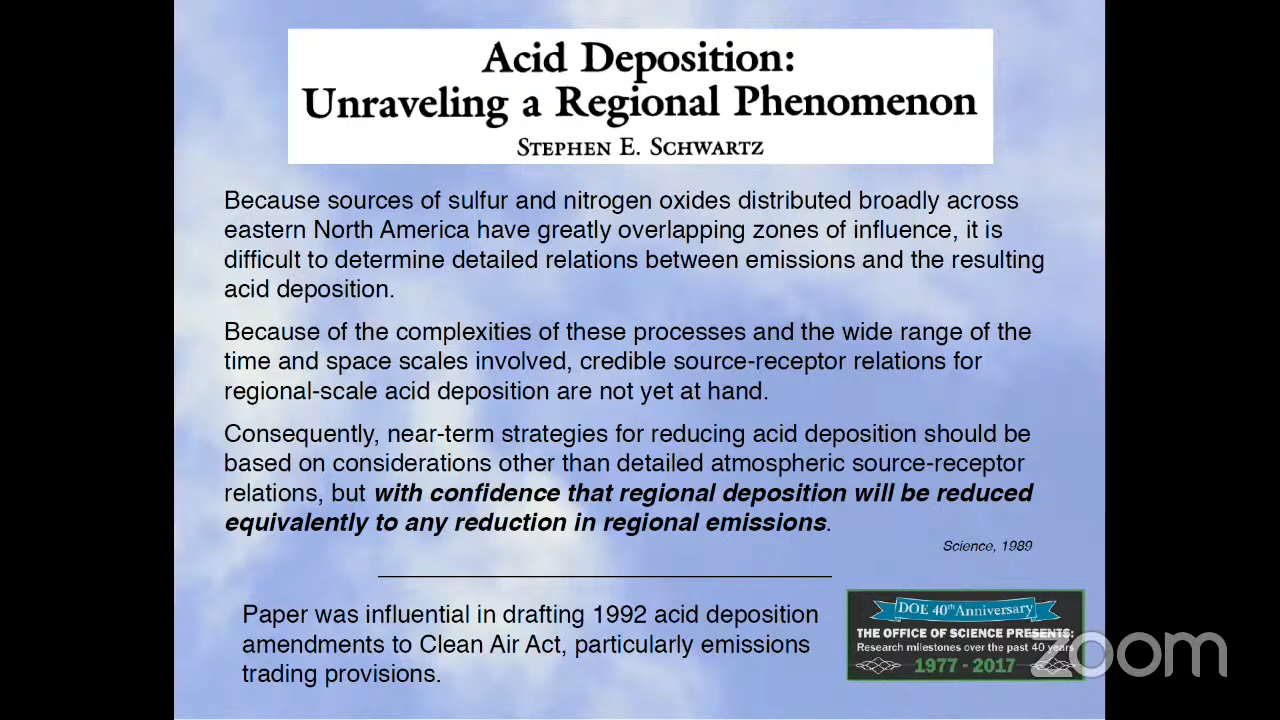 Acid Deposition:
Unraveling a Regional Phenomenon
STEPHEN E. SCHWARTZ
Because sources of sulfur and nitrogen oxides distributed broadly across
eastern North America have greatly overlapping zones of influence, it is
difficult to determine detailed relations between emissions and the resulting
acid deposition.
Because of the complexities of these processes and the wide range of the
time and space scales involved, credible source-receptor relations for
regional-scale acid deposition are not yet at hand.
Consequently, near-term strategies for reducing acid deposition should be
based on considerations other than detailed atmospheric source-receptor
relations, but with confidence that regional deposition will be reduced
equivalently to any reduction in regional emissions.
Science, 1989
Paper was influential in drafting 1992 acid deposition
amendments to Clean Air Act, particularly emissions
trading provisions.
DOE 40th Anniversary
THE OFFICE OF SCIENCE PRESENTS:
Research milestones over the past 40 years
1977 - 2017
zoom